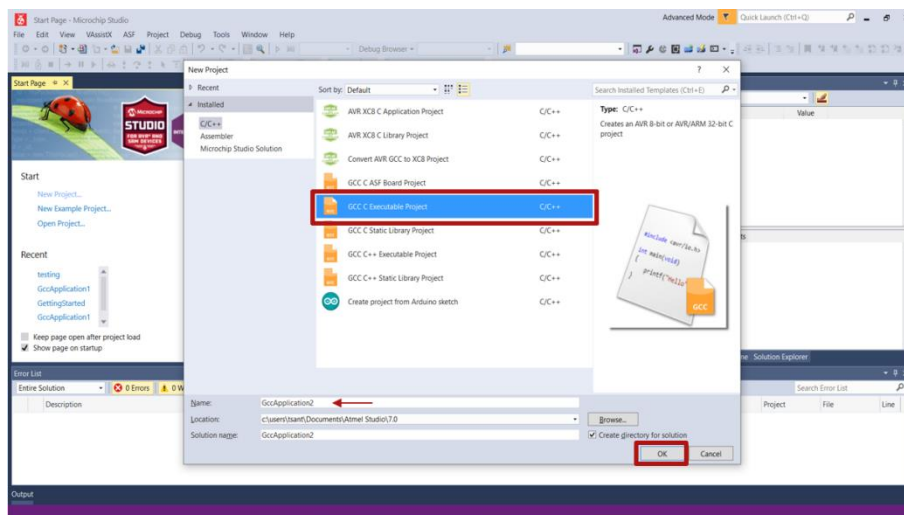 Start Page - Microchip Studio
Advanced Mode
Quick Launch (Ctrl+Q)
File Edit View VAssistX ASF Project Debug Tools Window Help
Debug Browser
New Project
? X
Start Page
Recent
Sort by: Default
Search Installed Templates (Ctrl+E)
Installed
C/C++
Assembler
Microchip Studio Solution
AVR XC8 C Application Project C/C++
AVR XC8 C Library Project C/C++
Convert AVR GCC to XC8 Project C/C++
GCC C ASF Board Project C/C++
GCC C Executable Project C/C++
GCC C Static Library Project C/C++
GCC C++ Executable Project C/C++
GCC C++ Static Library Project C/C++
Create project from Arduino sketch C/C++
Type: C/C++
Creates an AVR 8-bit or AVR/ARM 32-bit C
project
#include <avr/io.h>
int main(void)
{
printf("Hello"
}
GCC
Value
MICROCHIP
STUDIO
FOR AVR® AND
SAM DEVICES
Start
New Project...
New Example Project...
Open Project...
Recent
testing
GccApplication1
GettingStarted
GccApplication1
Keep page open after project load
Show page on startup
Solution Explorer
Error List
Entire Solution
0 Errors
0 W
Search Error List
Description
Project File Line
Name: GccApplication2
Location: c:\users\tsant\Documents\Atmel Studio\7.0
Browse...
Solution name: GccApplication2
Create directory for solution
OK Cancel
Output